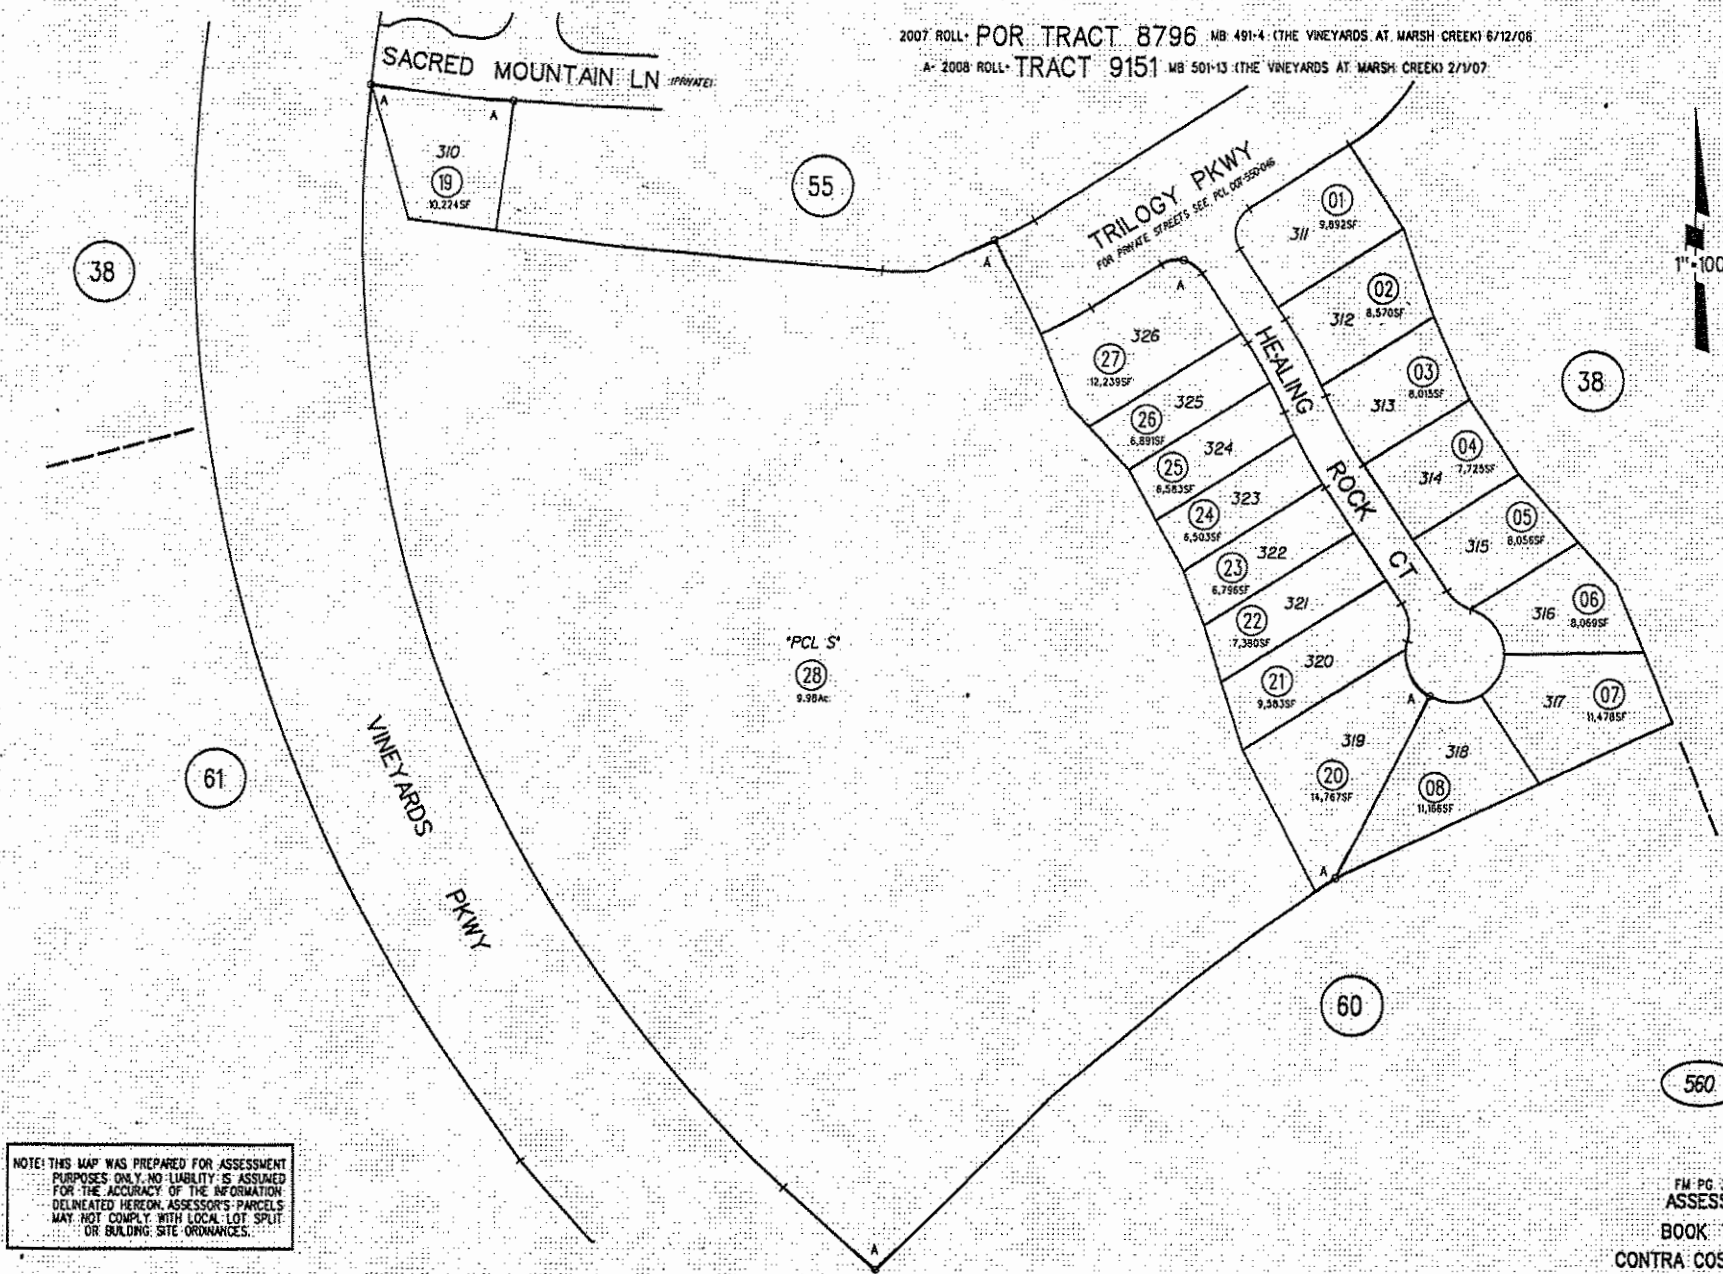 2007 ROLL- POR TRACT 8796 MB 491-4 (THE VINEYARDS AT MARSH CREEK) 6/12/06
A- 2008 ROLL- TRACT 9151 MB 501-13 (THE VINEYARDS AT MARSH CREEK) 2/1/07
SACRED MOUNTAIN LN (PRIVATE)
A
A
310
19
10,224SF
55
38
TRILOGY PKWY
FOR PRIVATE STREETS SEE PCL 007-550-046
A
A
1"=100
01
9,892SF
311
02
8,570SF
312
03
8,015SF
313
04
7,725SF
314
05
8,056SF
315
06
8,069SF
316
07
11,478SF
317
318
08
11,166SF
HEALING ROCK CT
326
27
12,239SF
325
26
6,891SF
324
25
6,583SF
323
24
6,503SF
322
23
6,796SF
321
22
7,380SF
320
21
9,583SF
319
20
14,767SF
A
A
38
"PCL S"
28
9.98Ac.
61
VINEYARDS PKWY
60
A
560
NOTE: THIS MAP WAS PREPARED FOR ASSESSMENT
PURPOSES ONLY. NO LIABILITY IS ASSUMED
FOR THE ACCURACY OF THE INFORMATION
DELINEATED HEREON. ASSESSOR'S PARCELS
MAY NOT COMPLY WITH LOCAL LOT SPLIT
OR BUILDING SITE ORDINANCES.
FM PG
ASSESS
BOOK
CONTRA COS